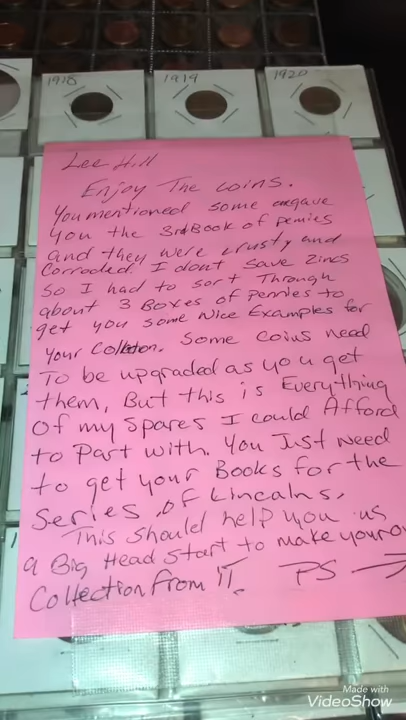 1918
1919
1920
Lee Hill
Enjoy The coins.
You mentioned some
you the 3rd Book of pennies
and they were crusty and
Corroded. I dont Save Zincs
So I had to sort Through
about 3 Boxes of pennies to
get you some Nice Examples for
your Collection. Some coins need
To be upgraded as you get
them, But this is Everything
Of my Spares I could Afford
to Part with. You Just Need
to get your Books for the
Series of Lincalns.
This should help you us
a Big Head Start to make your
Collection from IT. PS →
Made with
VideoShow